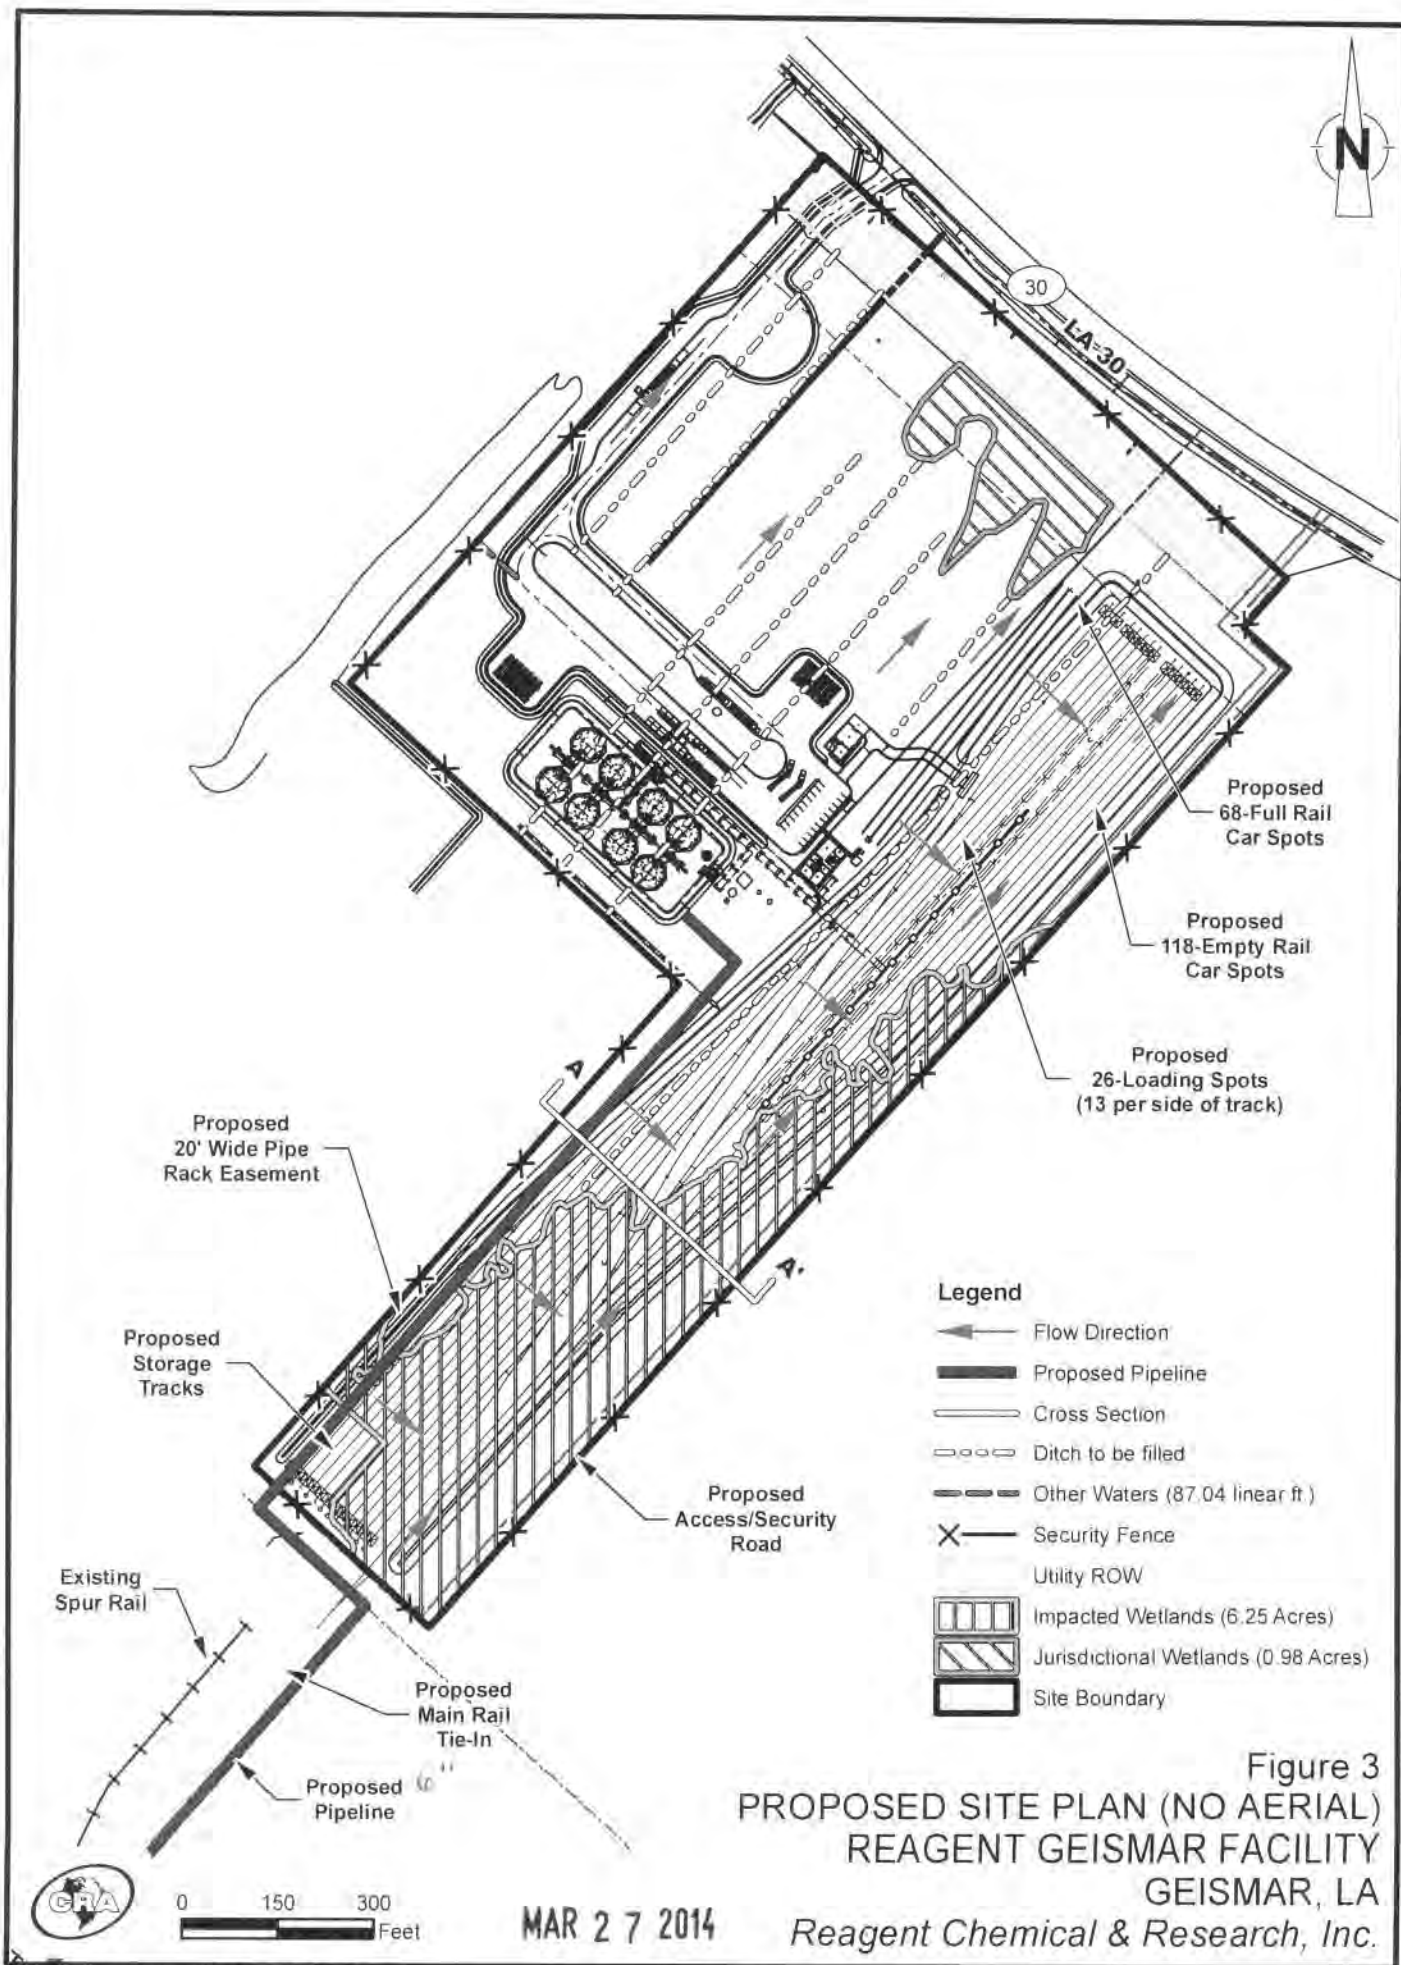 N
30
LA-30
Proposed
68-Full Rail
Car Spots
Proposed
118-Empty Rail
Car Spots
Proposed
26-Loading Spots
(13 per side of track)
A
A'
Proposed
20' Wide Pipe
Rack Easement
Proposed
Storage
Tracks
Proposed
Access/Security
Road
Existing
Spur Rail
Proposed
Main Rail
Tie-In
Proposed 6"
Pipeline
Legend
Flow Direction
Proposed Pipeline
Cross Section
Ditch to be filled
Other Waters (87.04 linear ft.)
Security Fence
Utility ROW
Impacted Wetlands (6.25 Acres)
Jurisdictional Wetlands (0.98 Acres)
Site Boundary
Figure 3
PROPOSED SITE PLAN (NO AERIAL)
REAGENT GEISMAR FACILITY
GEISMAR, LA
Reagent Chemical & Research, Inc.
CRA
0 150 300
Feet
MAR 27 2014